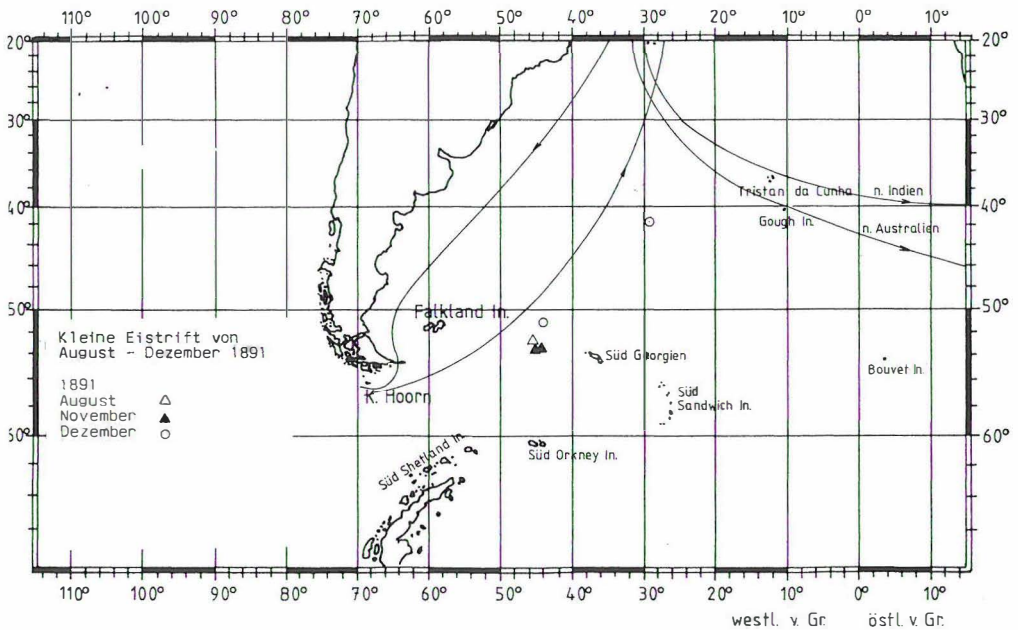 110° 100° 90° 80° 70° 60° 50° 40° 30° 20° 10° 0° 10°
20° 20°
30° 30°
Tristan da Cunha n. Indien
40° 40°
Gough In. n. Australien
50° Falkland In. 50°
Kleine Eistrift von
August - Dezember 1891
Süd Georgien
Bouvet In.
1891
August
November
Dezember
K. Hoorn
Süd
Sandwich In.
60° 60°
Süd Shetland In.
Süd Orkney In.
110° 100° 90° 80° 70° 60° 50° 40° 30° 20° 10° 0° 10°
westl. v. Gr. östl. v. Gr.